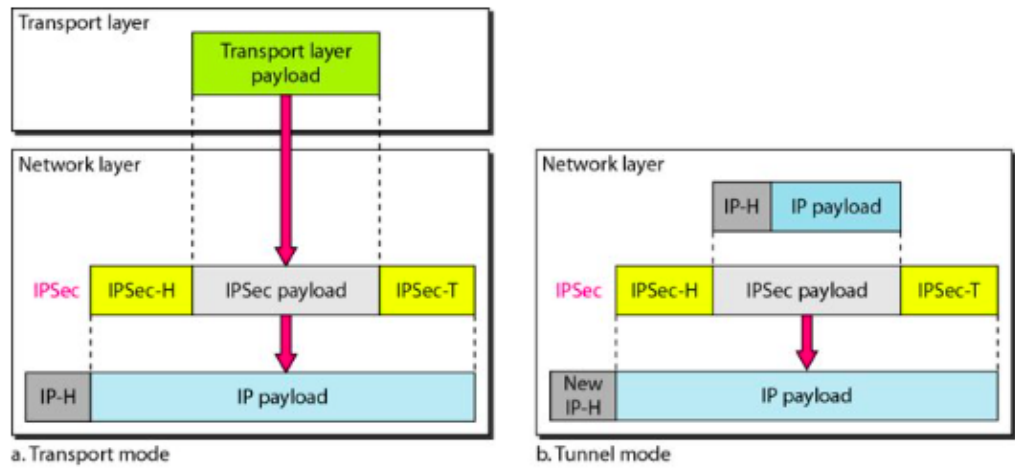 Transport layer
Transport layer
payload
Network layer
IPSec
IPSec-H
IPSec payload
IPSec-T
IP-H
IP payload
a. Transport mode
Network layer
IP-H
IP payload
IPSec
IPSec-H
IPSec payload
IPSec-T
New
IP-H
IP payload
b. Tunnel mode